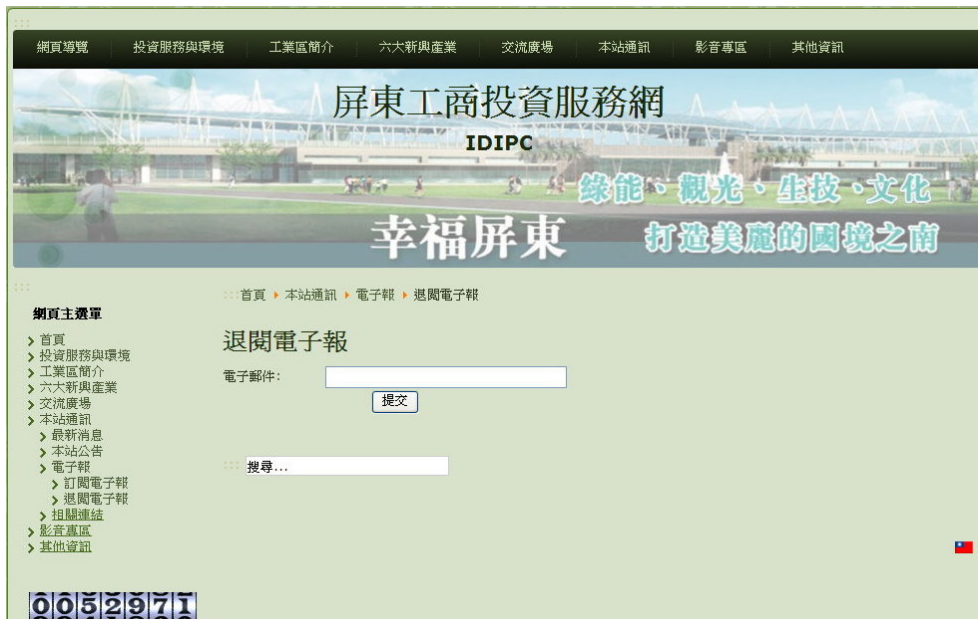 :::
網頁導覽 投資服務與環境 工業區簡介 六大新興產業 交流廣場 本站通訊 影音專區 其他資訊
屏東工商投資服務網
IDIPC
綠能、觀光、生技、文化
幸福屏東 打造美麗的國境之南
:::
:::首頁 本站通訊 電子報 退閱電子報
網頁主選單
首頁
投資服務與環境
工業區簡介
六大新興產業
交流廣場
本站通訊
最新消息
本站公告
電子報
訂閱電子報
退閱電子報
相關連結
影音專區
其他資訊
0052971
退閱電子報
電子郵件:
提交
::: 搜尋...